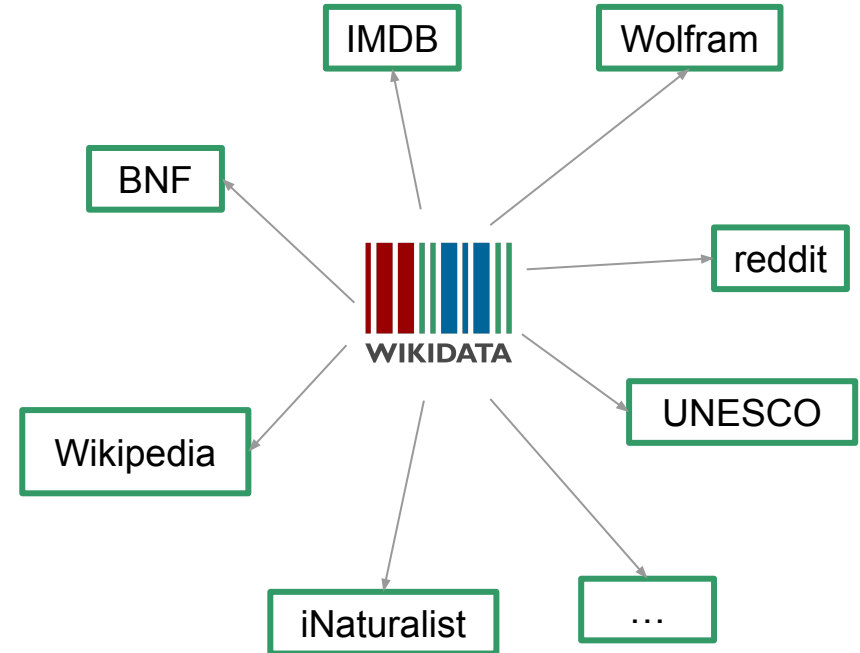 IMDB
Wolfram
BNF
reddit
WIKIDATA
UNESCO
Wikipedia
iNaturalist
…